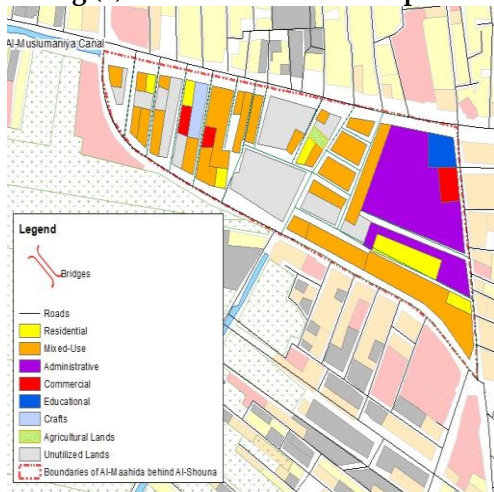 Al-Muslumaniya Canal
Legend
Bridges
Roads
Residential
Mixed-Use
Administrative
Commercial
Educational
Crafts
Agricultural Lands
Unutilized Lands
Boundaries of Al-Maahida behind Al-Shouna